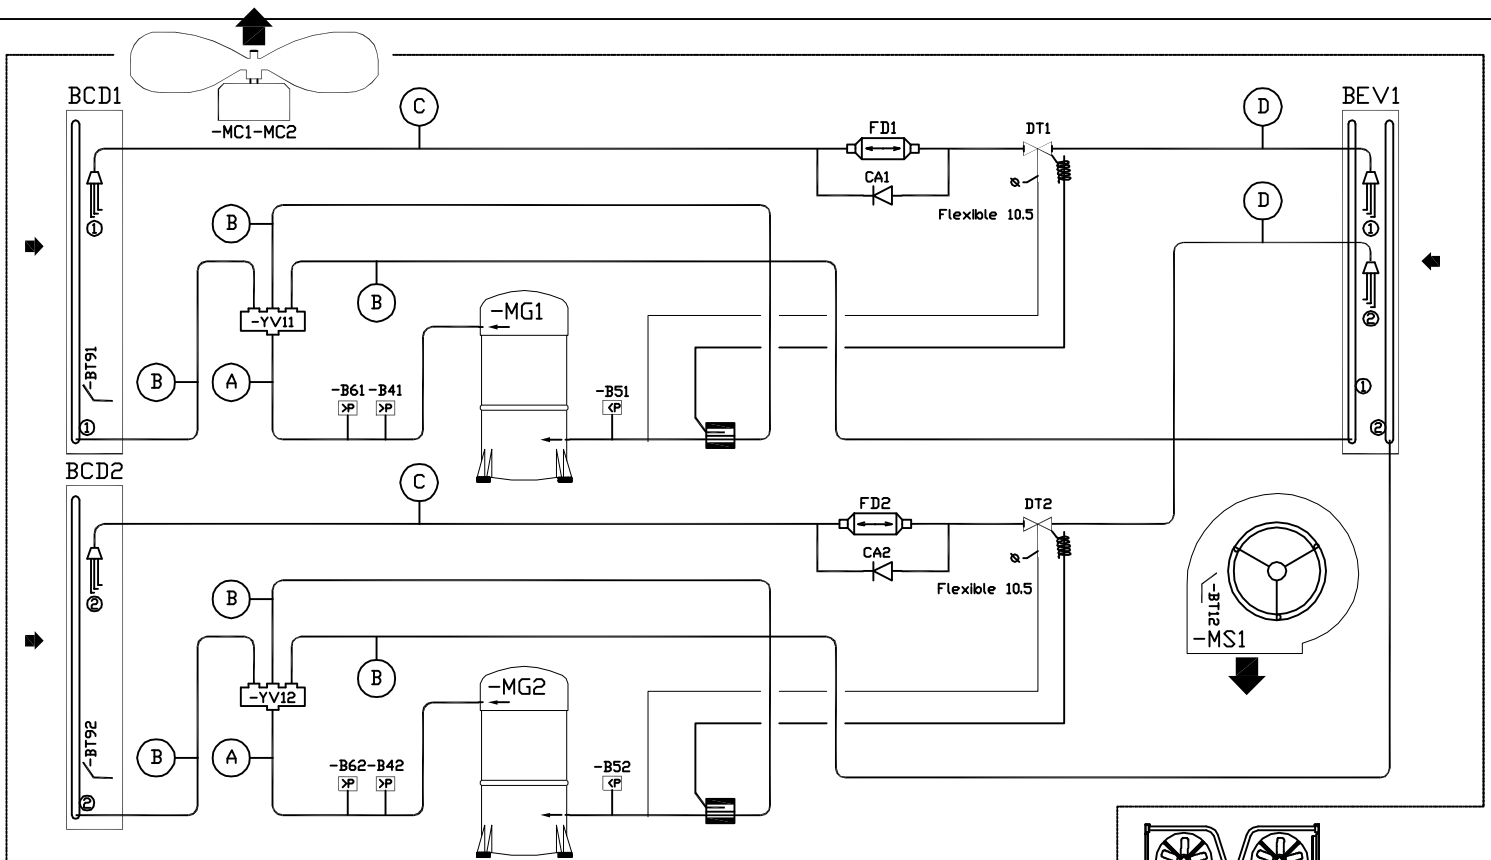 BCD1
-MC1-MC2
C
FD1
DT1
D
BEV1
CA1
Ø
Flexible 10.5
D
1
1
B
B
2
-YV11
-MG1
-BT91
B
A
-B61
-B41
>P
>P
-B51
<P
1
1
2
BCD2
C
FD2
DT2
CA2
Ø
Flexible 10.5
2
B
-BT12
-MS1
B
-YV12
-MG2
-BT92
B
A
-B62
-B42
>P
>P
-B52
<P
2